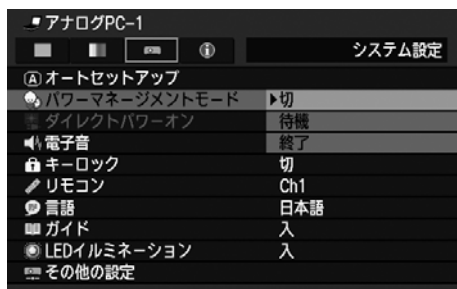 アナログPC-1
システム設定
Ⓐ オートセットアップ
パワーマネージメントモード ▶切
ダイレクトパワーオン 待機
電子音 終了
キーロック 切
リモコン Ch1
言語 日本語
ガイド 入
LEDイルミネーション 入
その他の設定